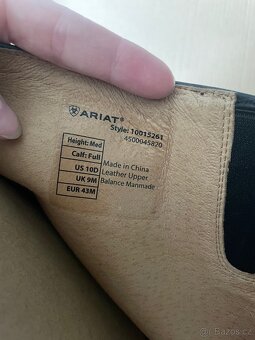 ARIAT
Style: 10015261
4500045820
Height: Med
Calf: Full
US 10D
UK 9M
EUR 43M
Made in China
Leather Upper
Balance Manmade
Bazos.cz